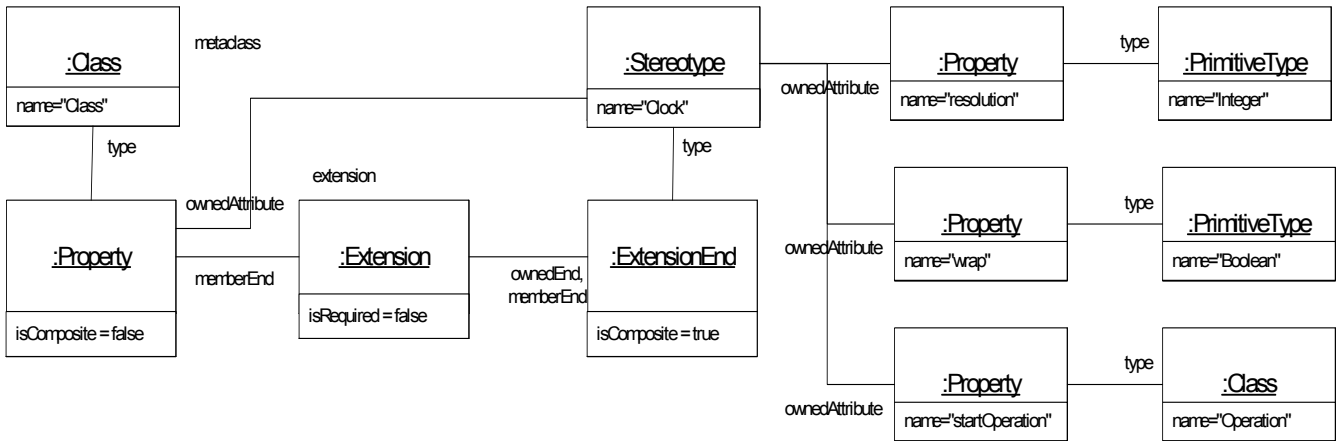 :Class
name="Class"
metaclass
:Stereotype
name="Clock"
ownedAttribute
:Property
name="resolution"
type
:PrimitiveType
name="Integer"
type
type
extension
ownedAttribute
:Property
isComposite = false
memberEnd
:Extension
isRequired = false
ownedEnd,
memberEnd
:ExtensionEnd
isComposite = true
ownedAttribute
:Property
name="wrap"
type
:PrimitiveType
name="Boolean"
ownedAttribute
:Property
name="startOperation"
type
:Class
name="Operation"